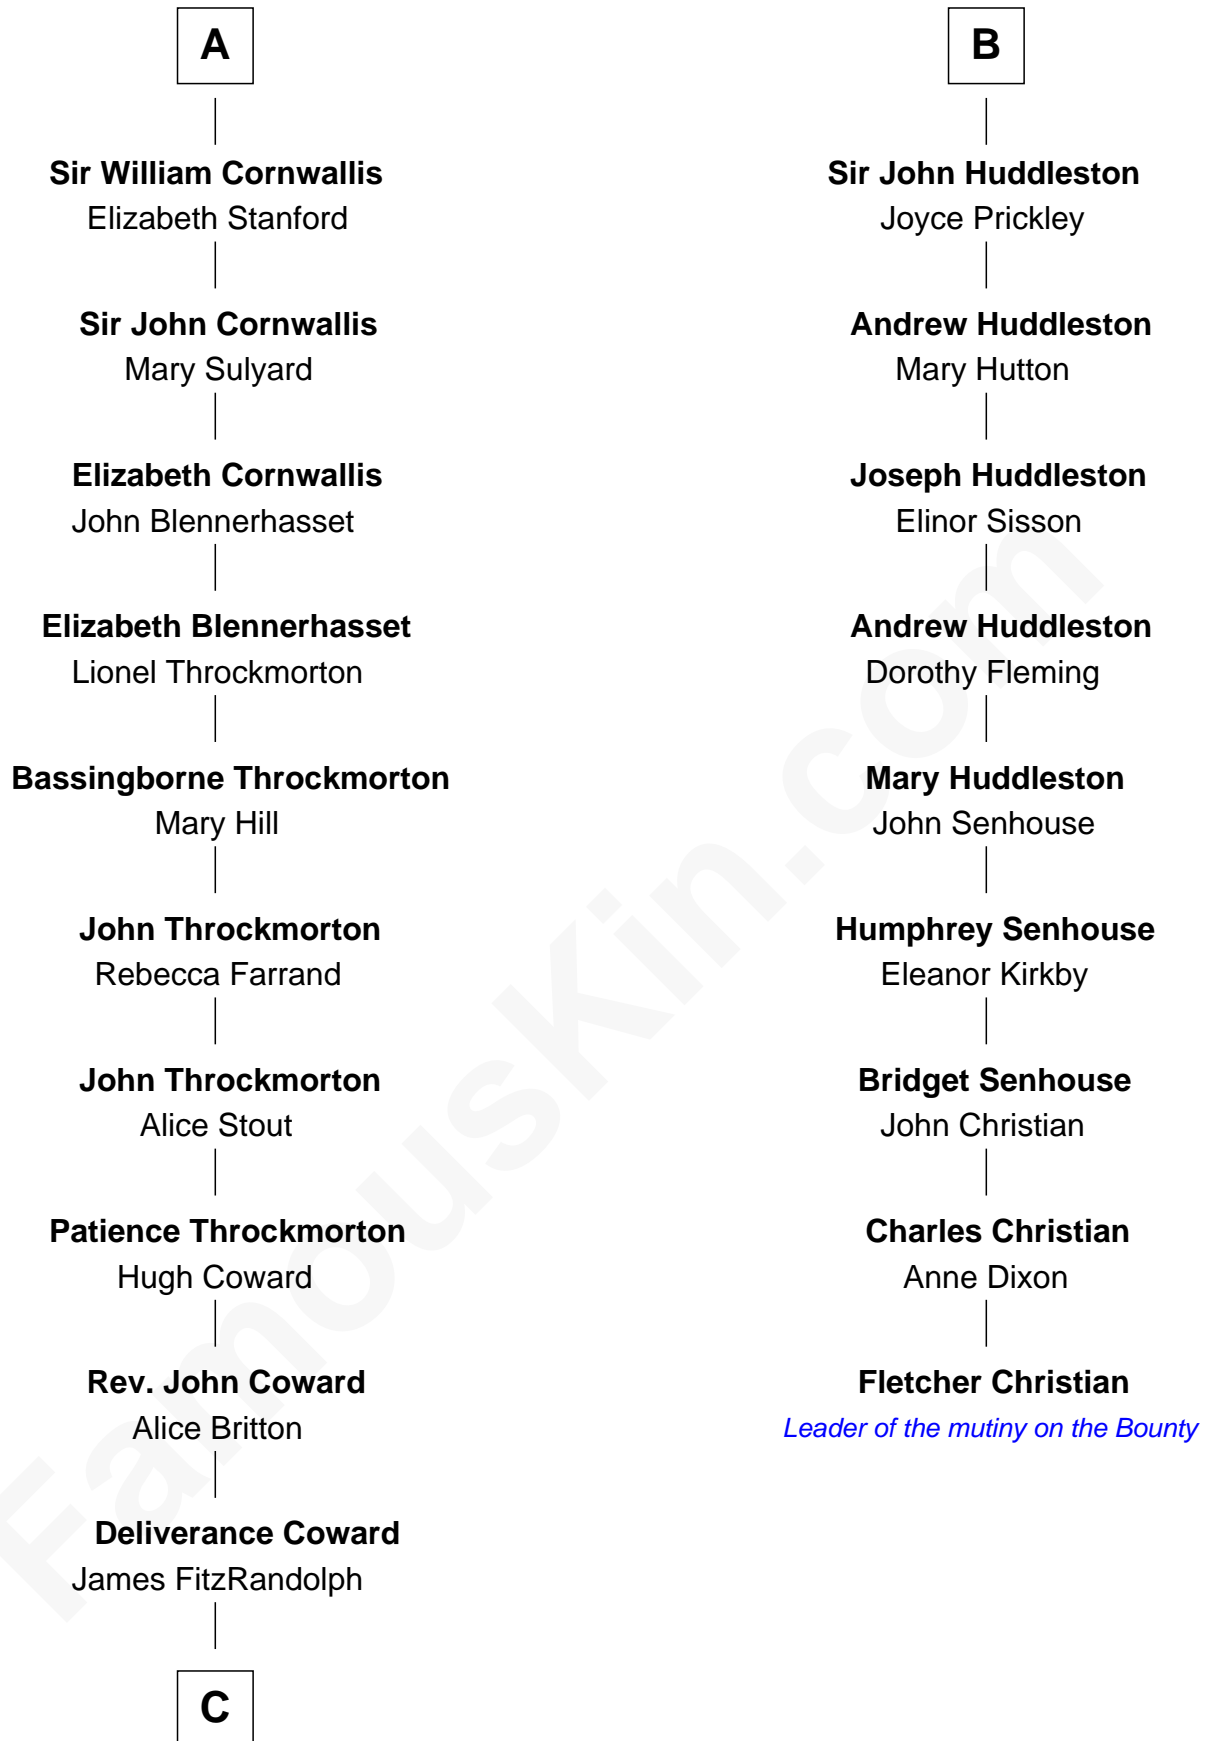 A
Sir William Cornwallis
Elizabeth Stanford
Sir John Cornwallis
Mary Sulyard
Elizabeth Cornwallis
John Blennerhasset
Elizabeth Blennerhasset
Lionel Throckmorton
Bassingborne Throckmorton
Mary Hill
John Throckmorton
Rebecca Farrand
John Throckmorton
Alice Stout
Patience Throckmorton
Hugh Coward
Rev. John Coward
Alice Britton
Deliverance Coward
James FitzRandolph
C
B
Sir John Huddleston
Joyce Prickley
Andrew Huddleston
Mary Hutton
Joseph Huddleston
Elinor Sisson
Andrew Huddleston
Dorothy Fleming
Mary Huddleston
John Senhouse
Humphrey Senhouse
Eleanor Kirkby
Bridget Senhouse
John Christian
Charles Christian
Anne Dixon
Fletcher Christian
Leader of the mutiny on the Bounty
FamousKin.com